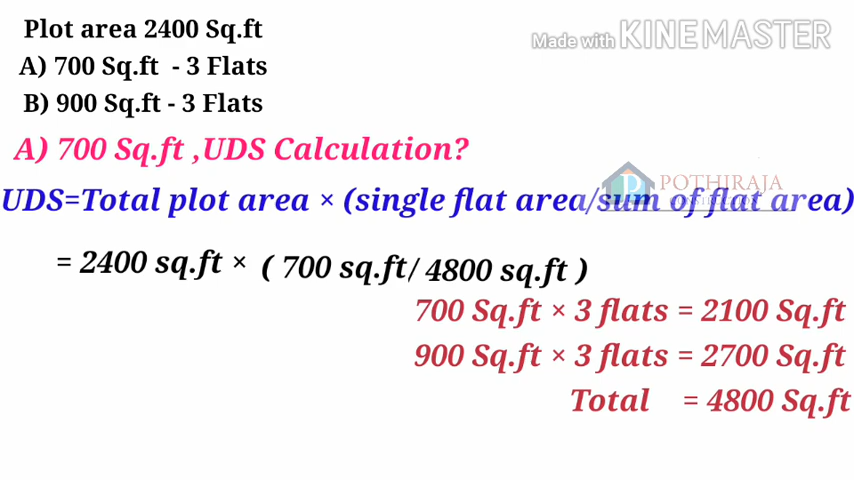 Plot area 2400 Sq.ft
Made with KINEMASTER
A) 700 Sq.ft - 3 Flats
B) 900 Sq.ft - 3 Flats
A) 700 Sq.ft ,UDS Calculation?
POTHIRAJA
UDS=Total plot area × (single flat area/sum of flat area)
= 2400 sq.ft × ( 700 sq.ft/ 4800 sq.ft )
700 Sq.ft × 3 flats = 2100 Sq.ft
900 Sq.ft × 3 flats = 2700 Sq.ft
Total = 4800 Sq.ft